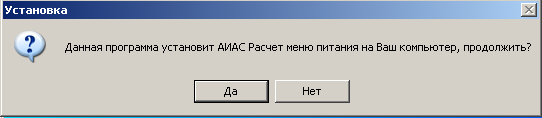 Установка
Данная программа установит АИАС Расчет меню питания на Ваш компьютер, продолжить?
Да
Нет